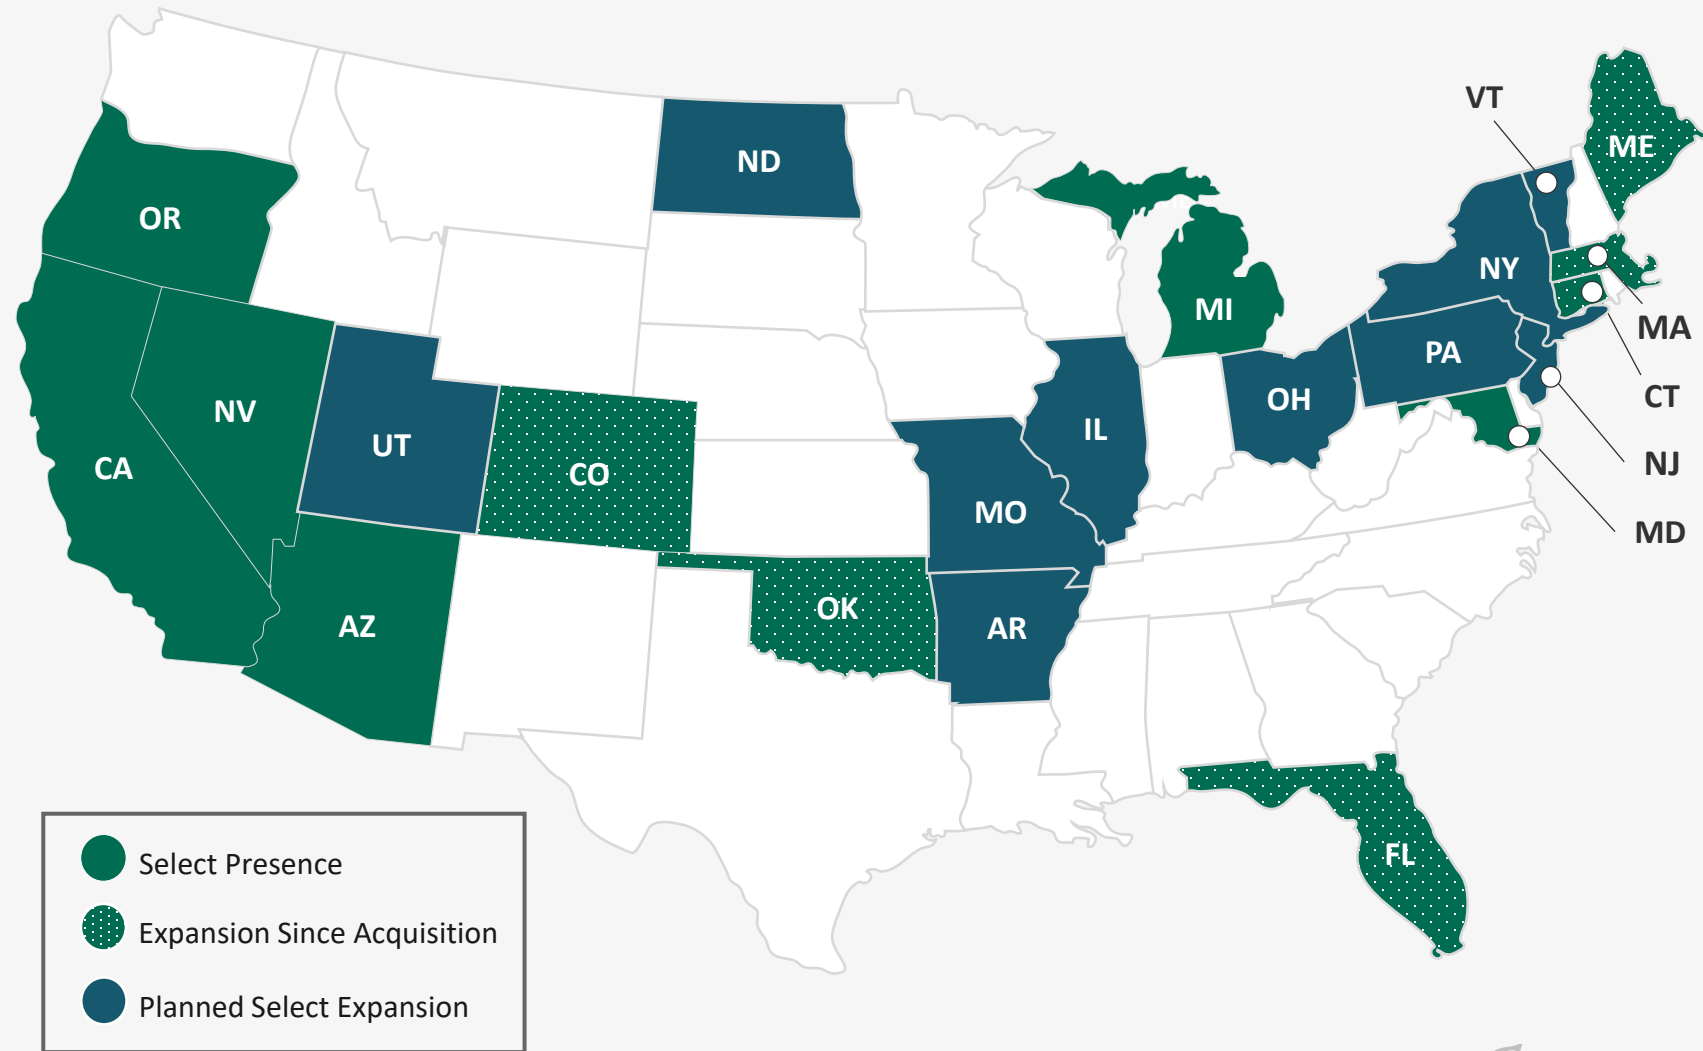 VT
ME
ND
OR
NY
MI
MA
PA
CT
OH
NV
IL
UT
NJ
CA
CO
MO
MD
OK
AZ
AR
FL
Select Presence
Expansion Since Acquisition
Planned Select Expansion